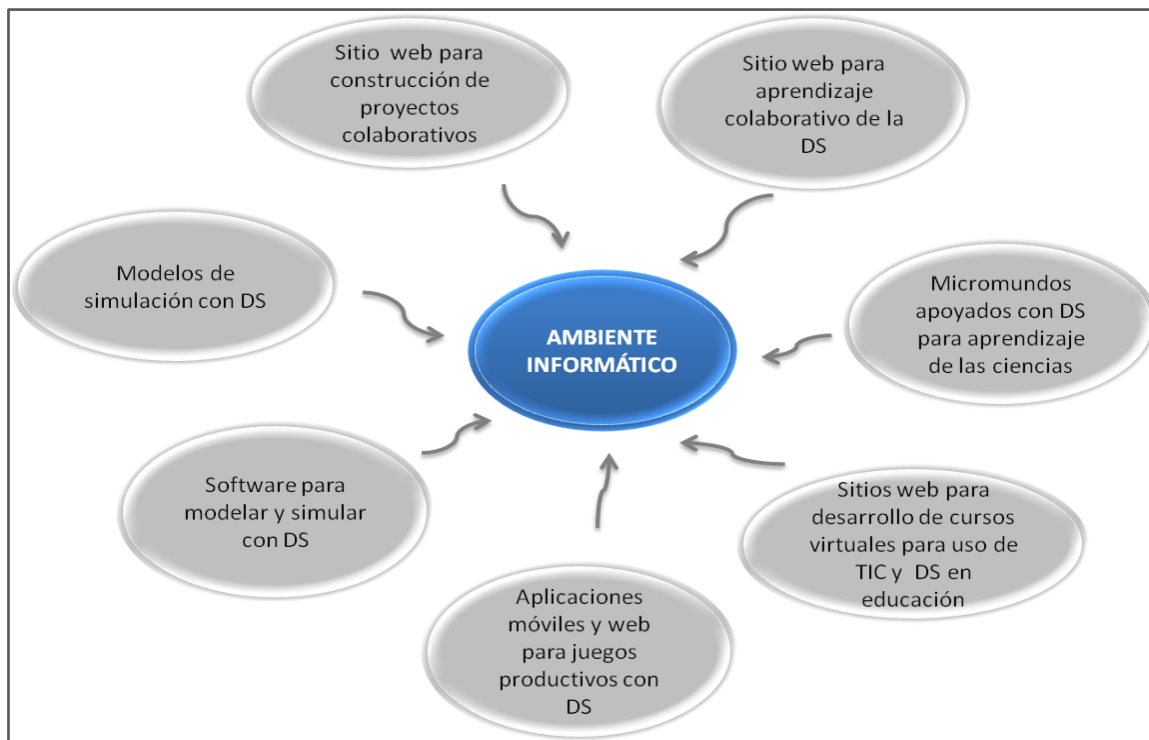 Sitio web para
construcción de
proyectos
colaborativos
Sitio web para
aprendizaje
colaborativo de la
DS
Modelos de
simulación con DS
Micromundos
apoyados con DS
para aprendizaje
de las ciencias
AMBIENTE
INFORMÁTICO
Software para
modelar y simular
con DS
Sitios web para
desarrollo de cursos
virtuales para uso de
TIC y DS en
educación
Aplicaciones
móviles y web
para juegos
productivos con
DS